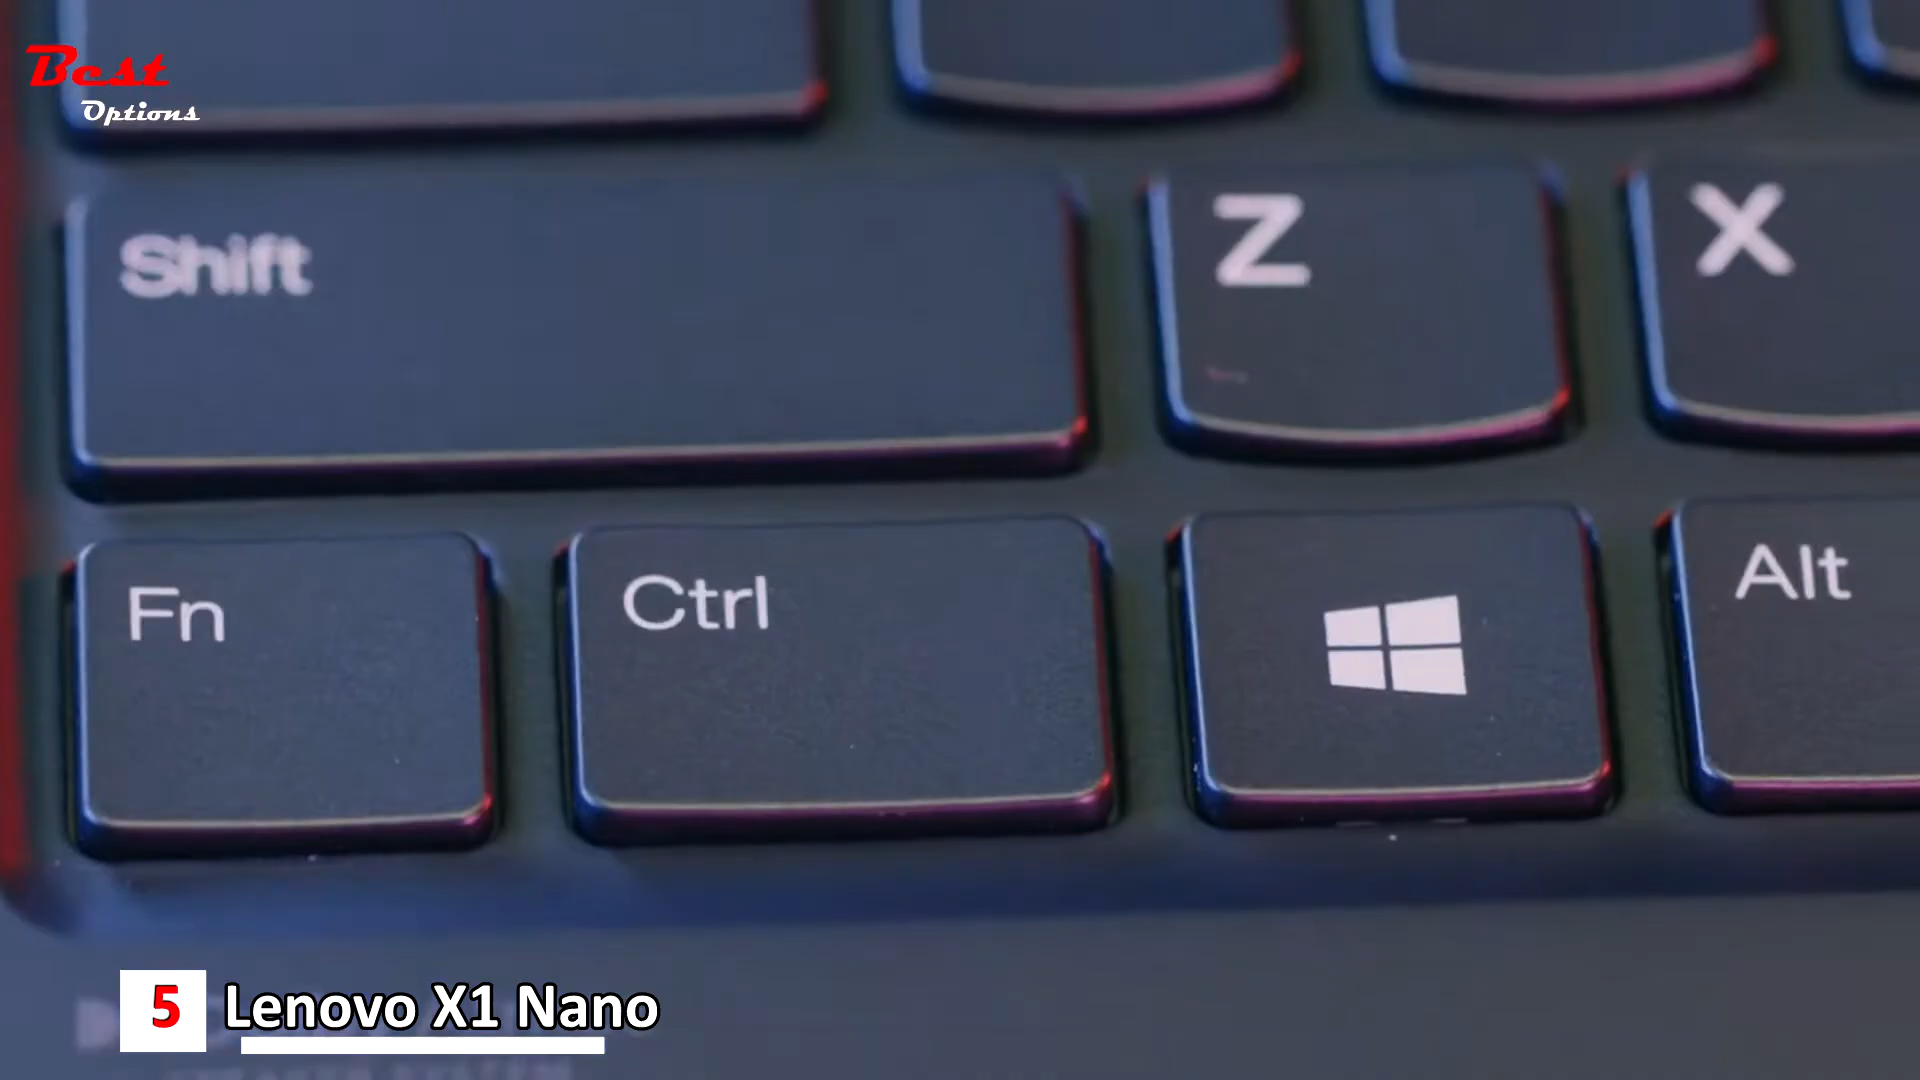 Best
Options
Shift Z X
Fn Ctrl Alt
5 Lenovo X1 Nano